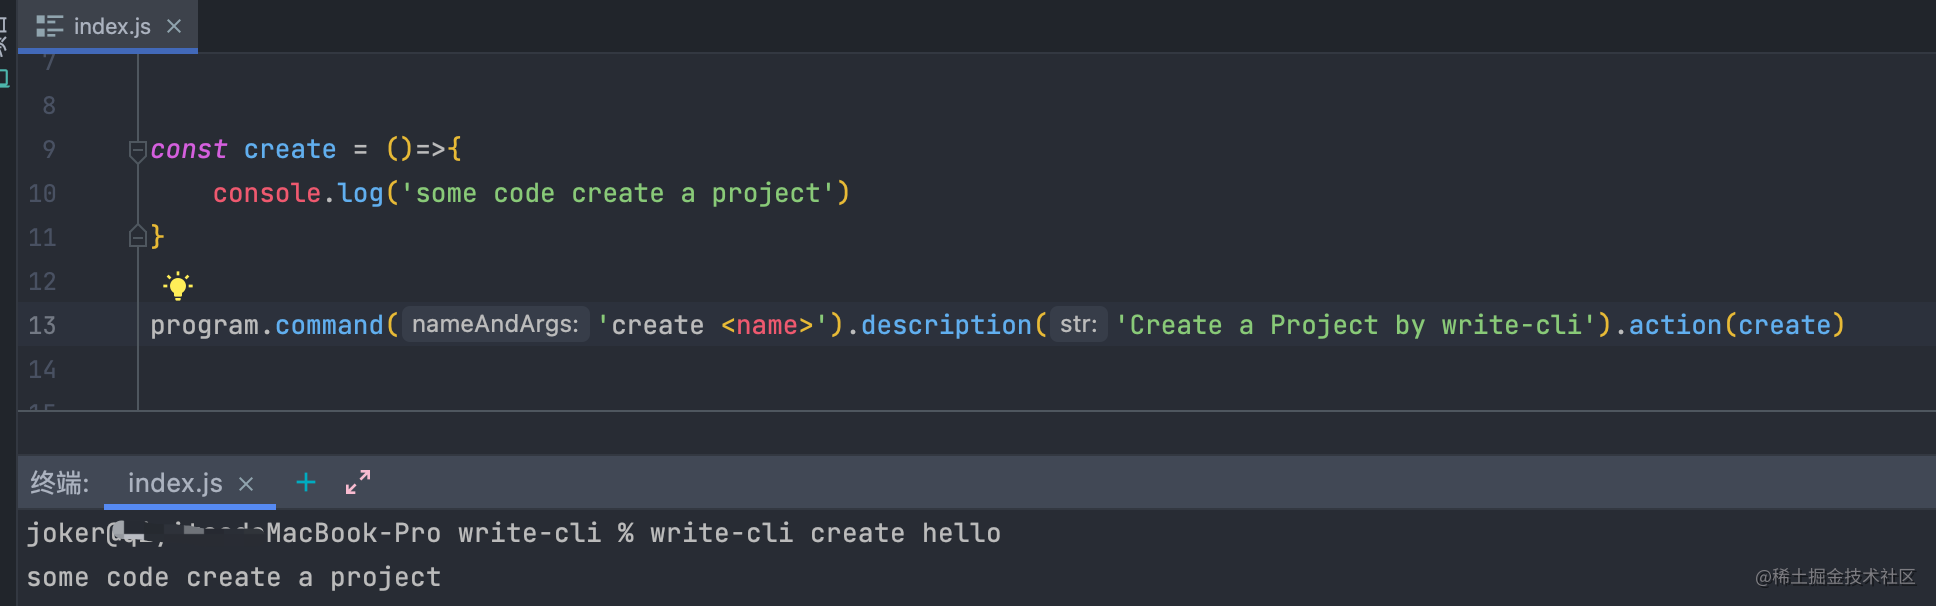 index.js
7
8
9 const create = ()=>{
10 console.log('some code create a project')
11 }
12
13 program.command( nameAndArgs: 'create <name>').description( str: 'Create a Project by write-cli').action(create)
14
15
终端: index.js
joker@ MacBook-Pro write-cli % write-cli create hello
some code create a project
@稀土掘金技术社区